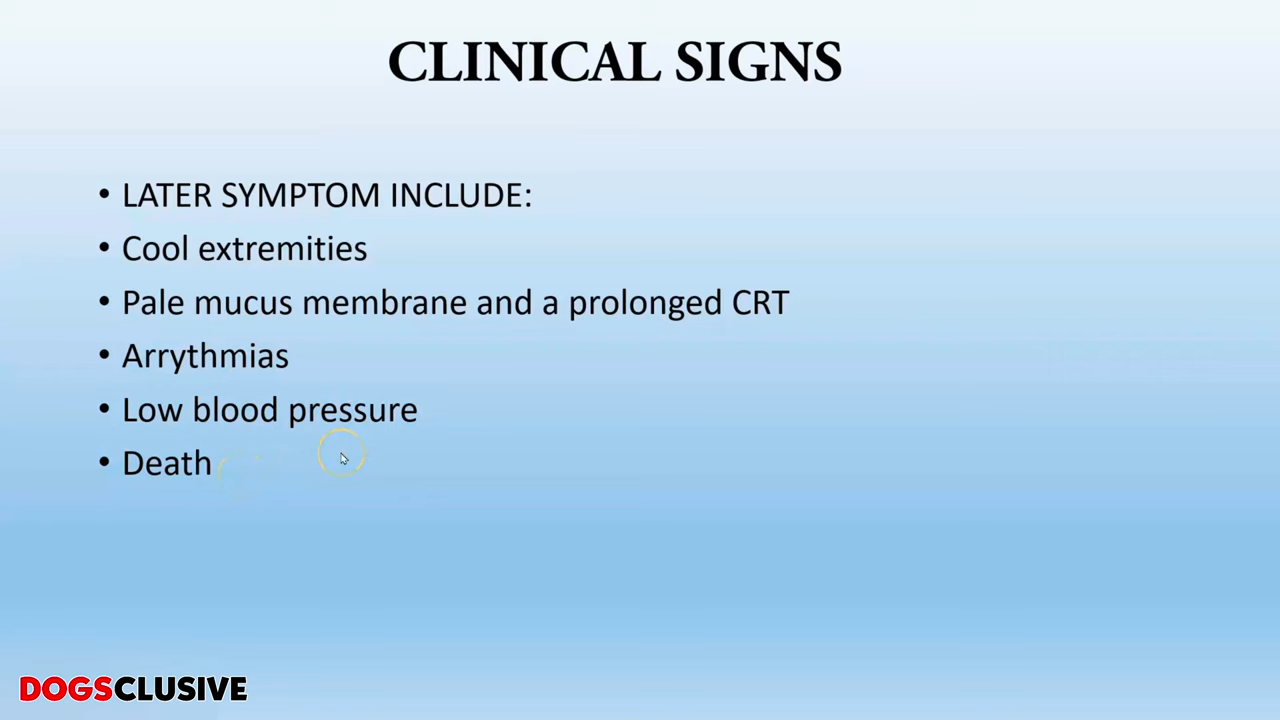 CLINICAL SIGNS
• LATER SYMPTOM INCLUDE:
• Cool extremities
• Pale mucus membrane and a prolonged CRT
• Arrythmias
• Low blood pressure
• Death
DOGSCLUSIVE